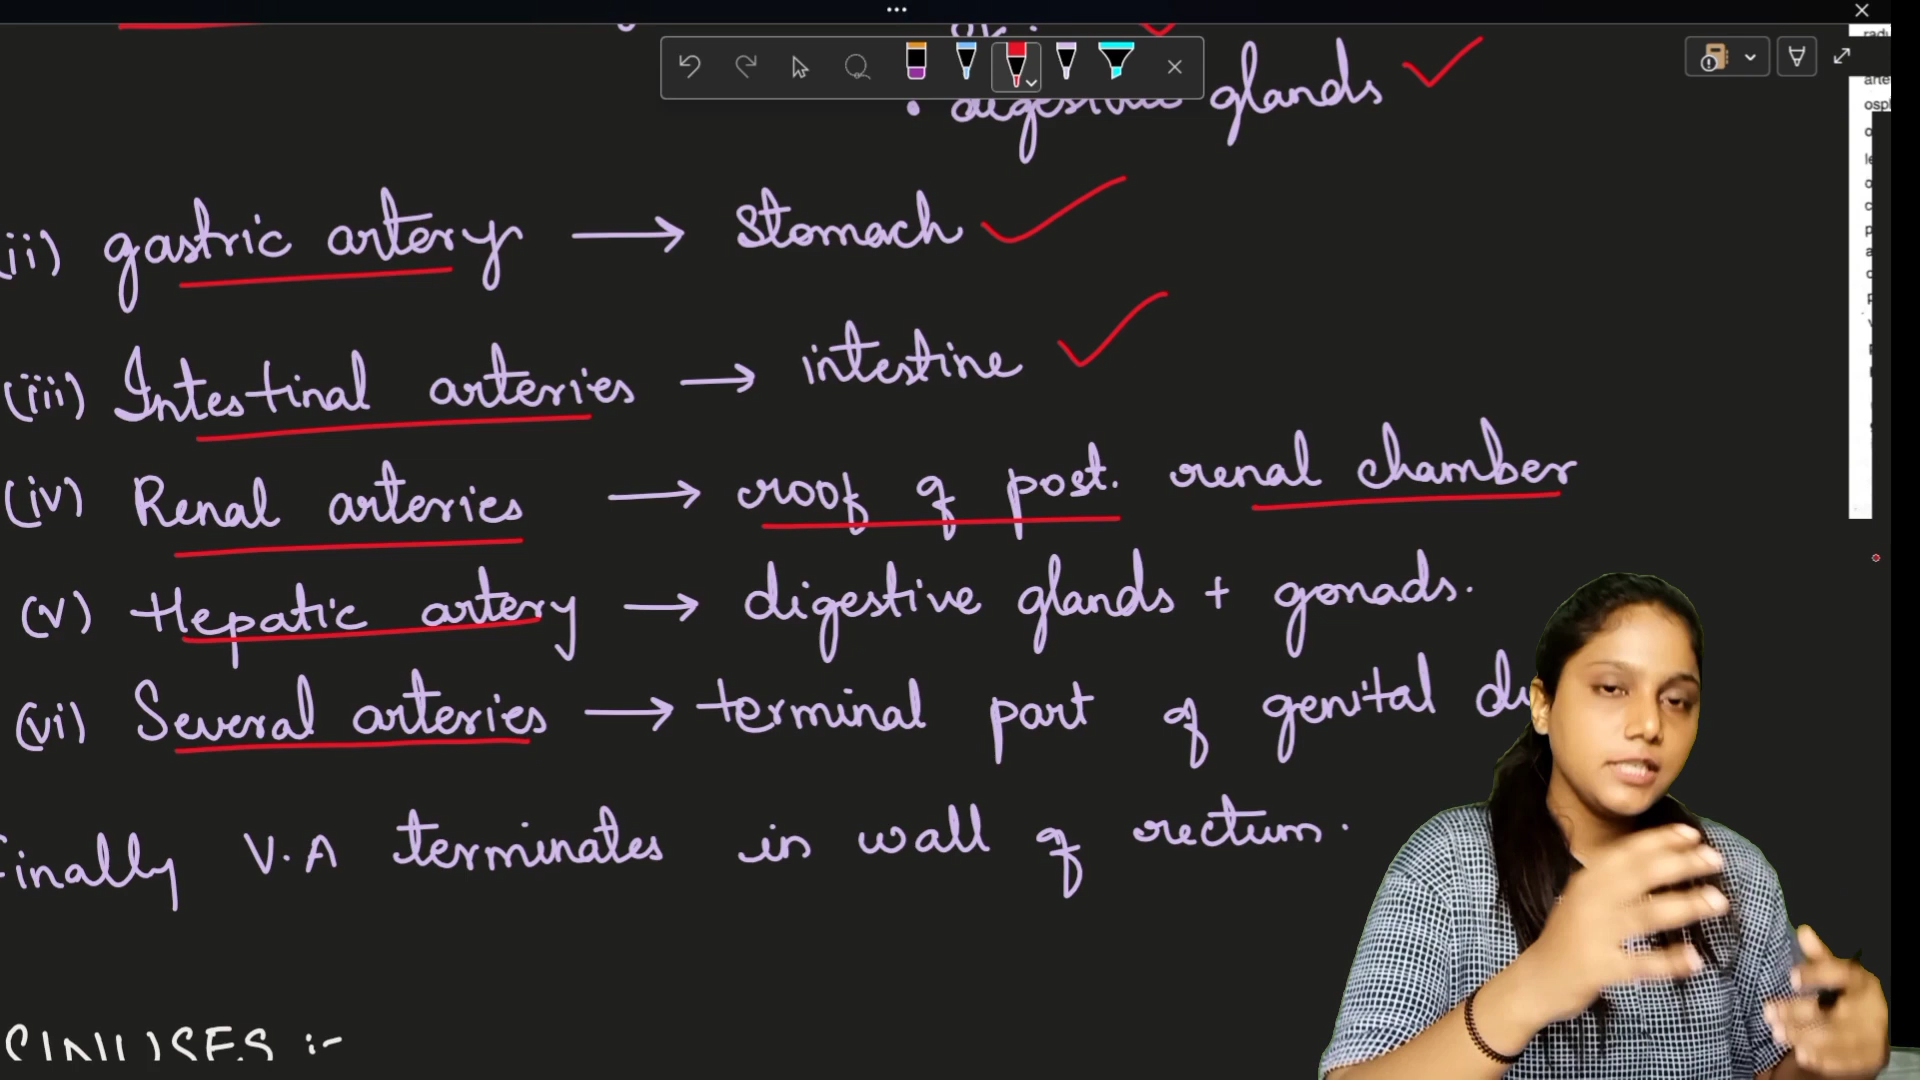 • digestive glands
(ii) gastric artery → Stomach
(iii) Intestinal arteries → intestine
(iv) Renal arteries → roof of post. renal chamber
(v) Hepatic artery → digestive glands + gonads.
(vi) Several arteries → terminal part of genital
Finally V.A terminates in wall of rectum.
SINUSES :-